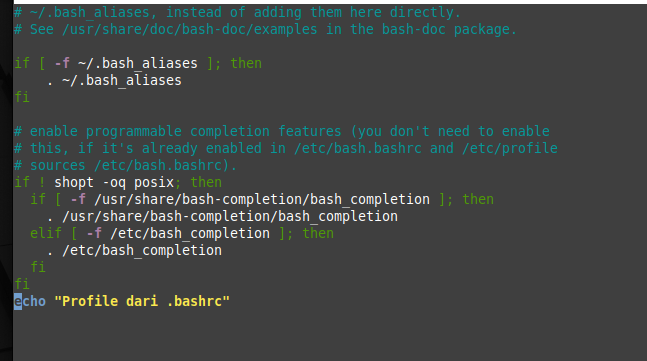 # ~/.bash_aliases, instead of adding them here directly.
# See /usr/share/doc/bash-doc/examples in the bash-doc package.

if [ -f ~/.bash_aliases ]; then
    . ~/.bash_aliases
fi

# enable programmable completion features (you don't need to enable
# this, if it's already enabled in /etc/bash.bashrc and /etc/profile
# sources /etc/bash.bashrc).
if ! shopt -oq posix; then
  if [ -f /usr/share/bash-completion/bash_completion ]; then
    . /usr/share/bash-completion/bash_completion
  elif [ -f /etc/bash_completion ]; then
    . /etc/bash_completion
  fi
fi
echo "Profile dari .bashrc"